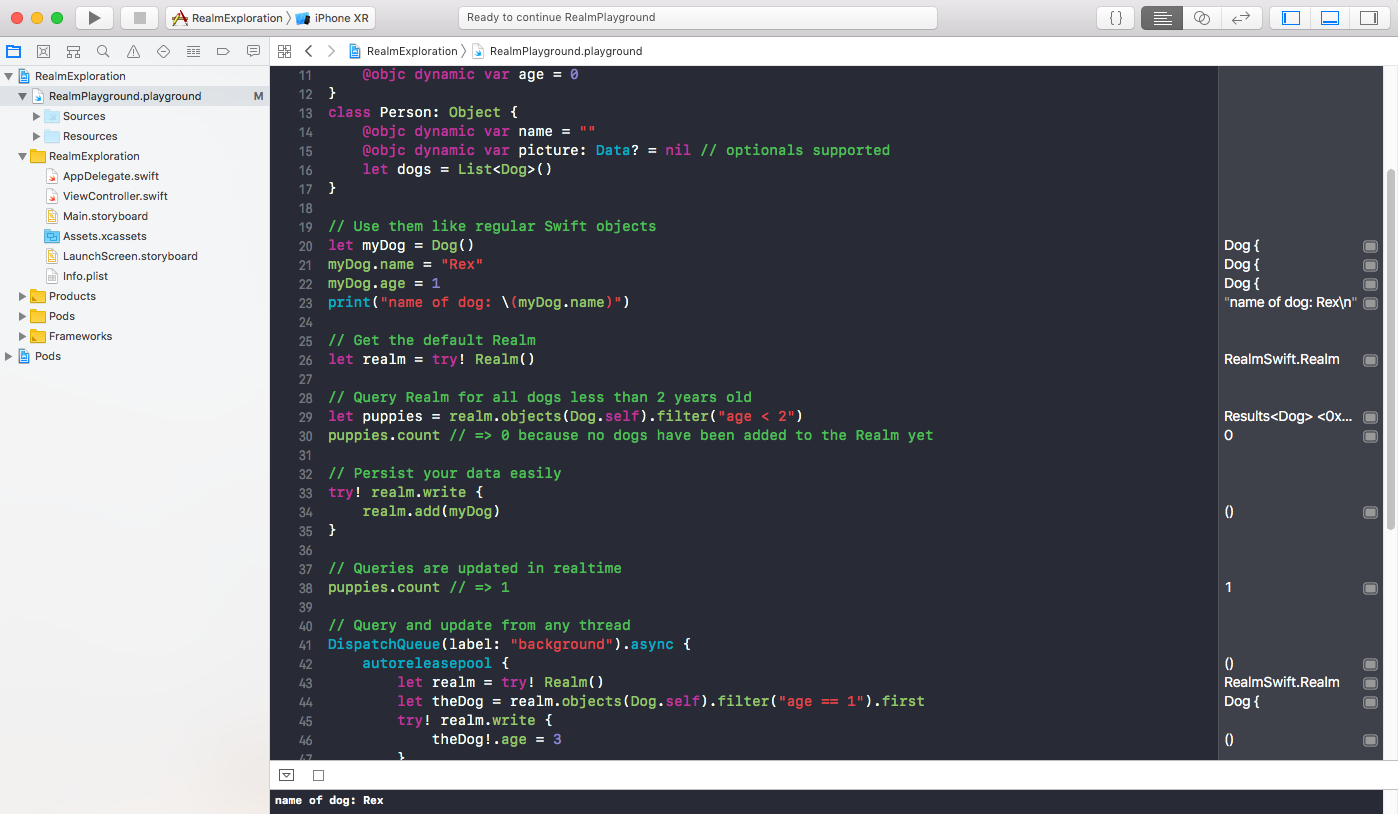 RealmExploration
iPhone XR
Ready to continue RealmPlayground
{ }
RealmExploration
RealmPlayground.playground
RealmExploration
RealmPlayground.playground
M
Sources
Resources
RealmExploration
AppDelegate.swift
ViewController.swift
Main.storyboard
Assets.xcassets
LaunchScreen.storyboard
Info.plist
Products
Pods
Frameworks
Pods
11 @objc dynamic var age = 0
12 }
13 class Person: Object {
14 @objc dynamic var name = ""
15 @objc dynamic var picture: Data? = nil // optionals supported
16 let dogs = List<Dog>()
17 }
18
19 // Use them like regular Swift objects
20 let myDog = Dog() Dog {
21 myDog.name = "Rex" Dog {
22 myDog.age = 1 Dog {
23 print("name of dog: \(myDog.name)") "name of dog: Rex\n"
24
25 // Get the default Realm
26 let realm = try! Realm() RealmSwift.Realm
27
28 // Query Realm for all dogs less than 2 years old
29 let puppies = realm.objects(Dog.self).filter("age < 2") Results<Dog> <0x...
30 puppies.count // => 0 because no dogs have been added to the Realm yet 0
31
32 // Persist your data easily
33 try! realm.write {
34 realm.add(myDog) ()
35 }
36
37 // Queries are updated in realtime
38 puppies.count // => 1 1
39
40 // Query and update from any thread
41 DispatchQueue(label: "background").async {
42 autoreleasepool { ()
43 let realm = try! Realm() RealmSwift.Realm
44 let theDog = realm.objects(Dog.self).filter("age == 1").first Dog {
45 try! realm.write {
46 theDog!.age = 3 ()
47 }
name of dog: Rex